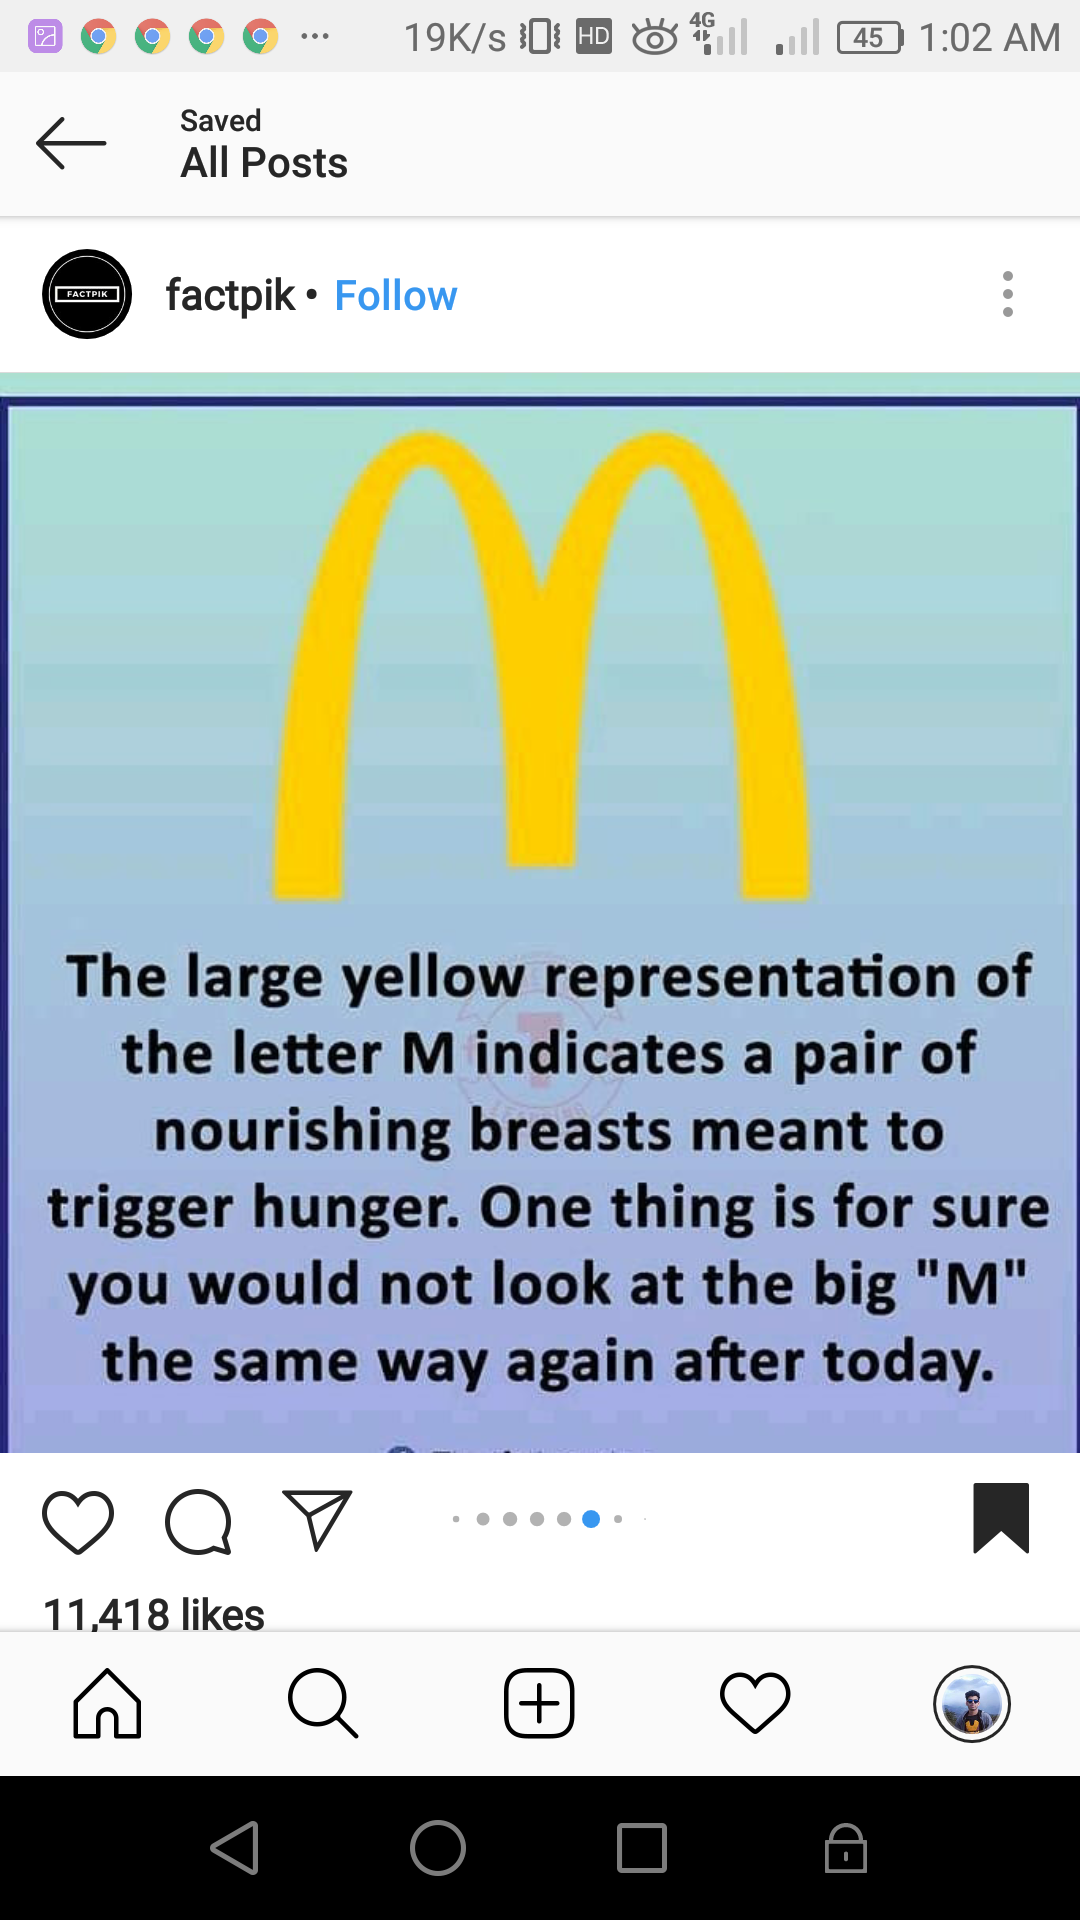 19K/s HD 4G 45 1:02 AM
Saved
All Posts
FACTPIK
factpik • Follow
The large yellow representation of
the letter M indicates a pair of
nourishing breasts meant to
trigger hunger. One thing is for sure
you would not look at the big "M"
the same way again after today.
11,418 likes